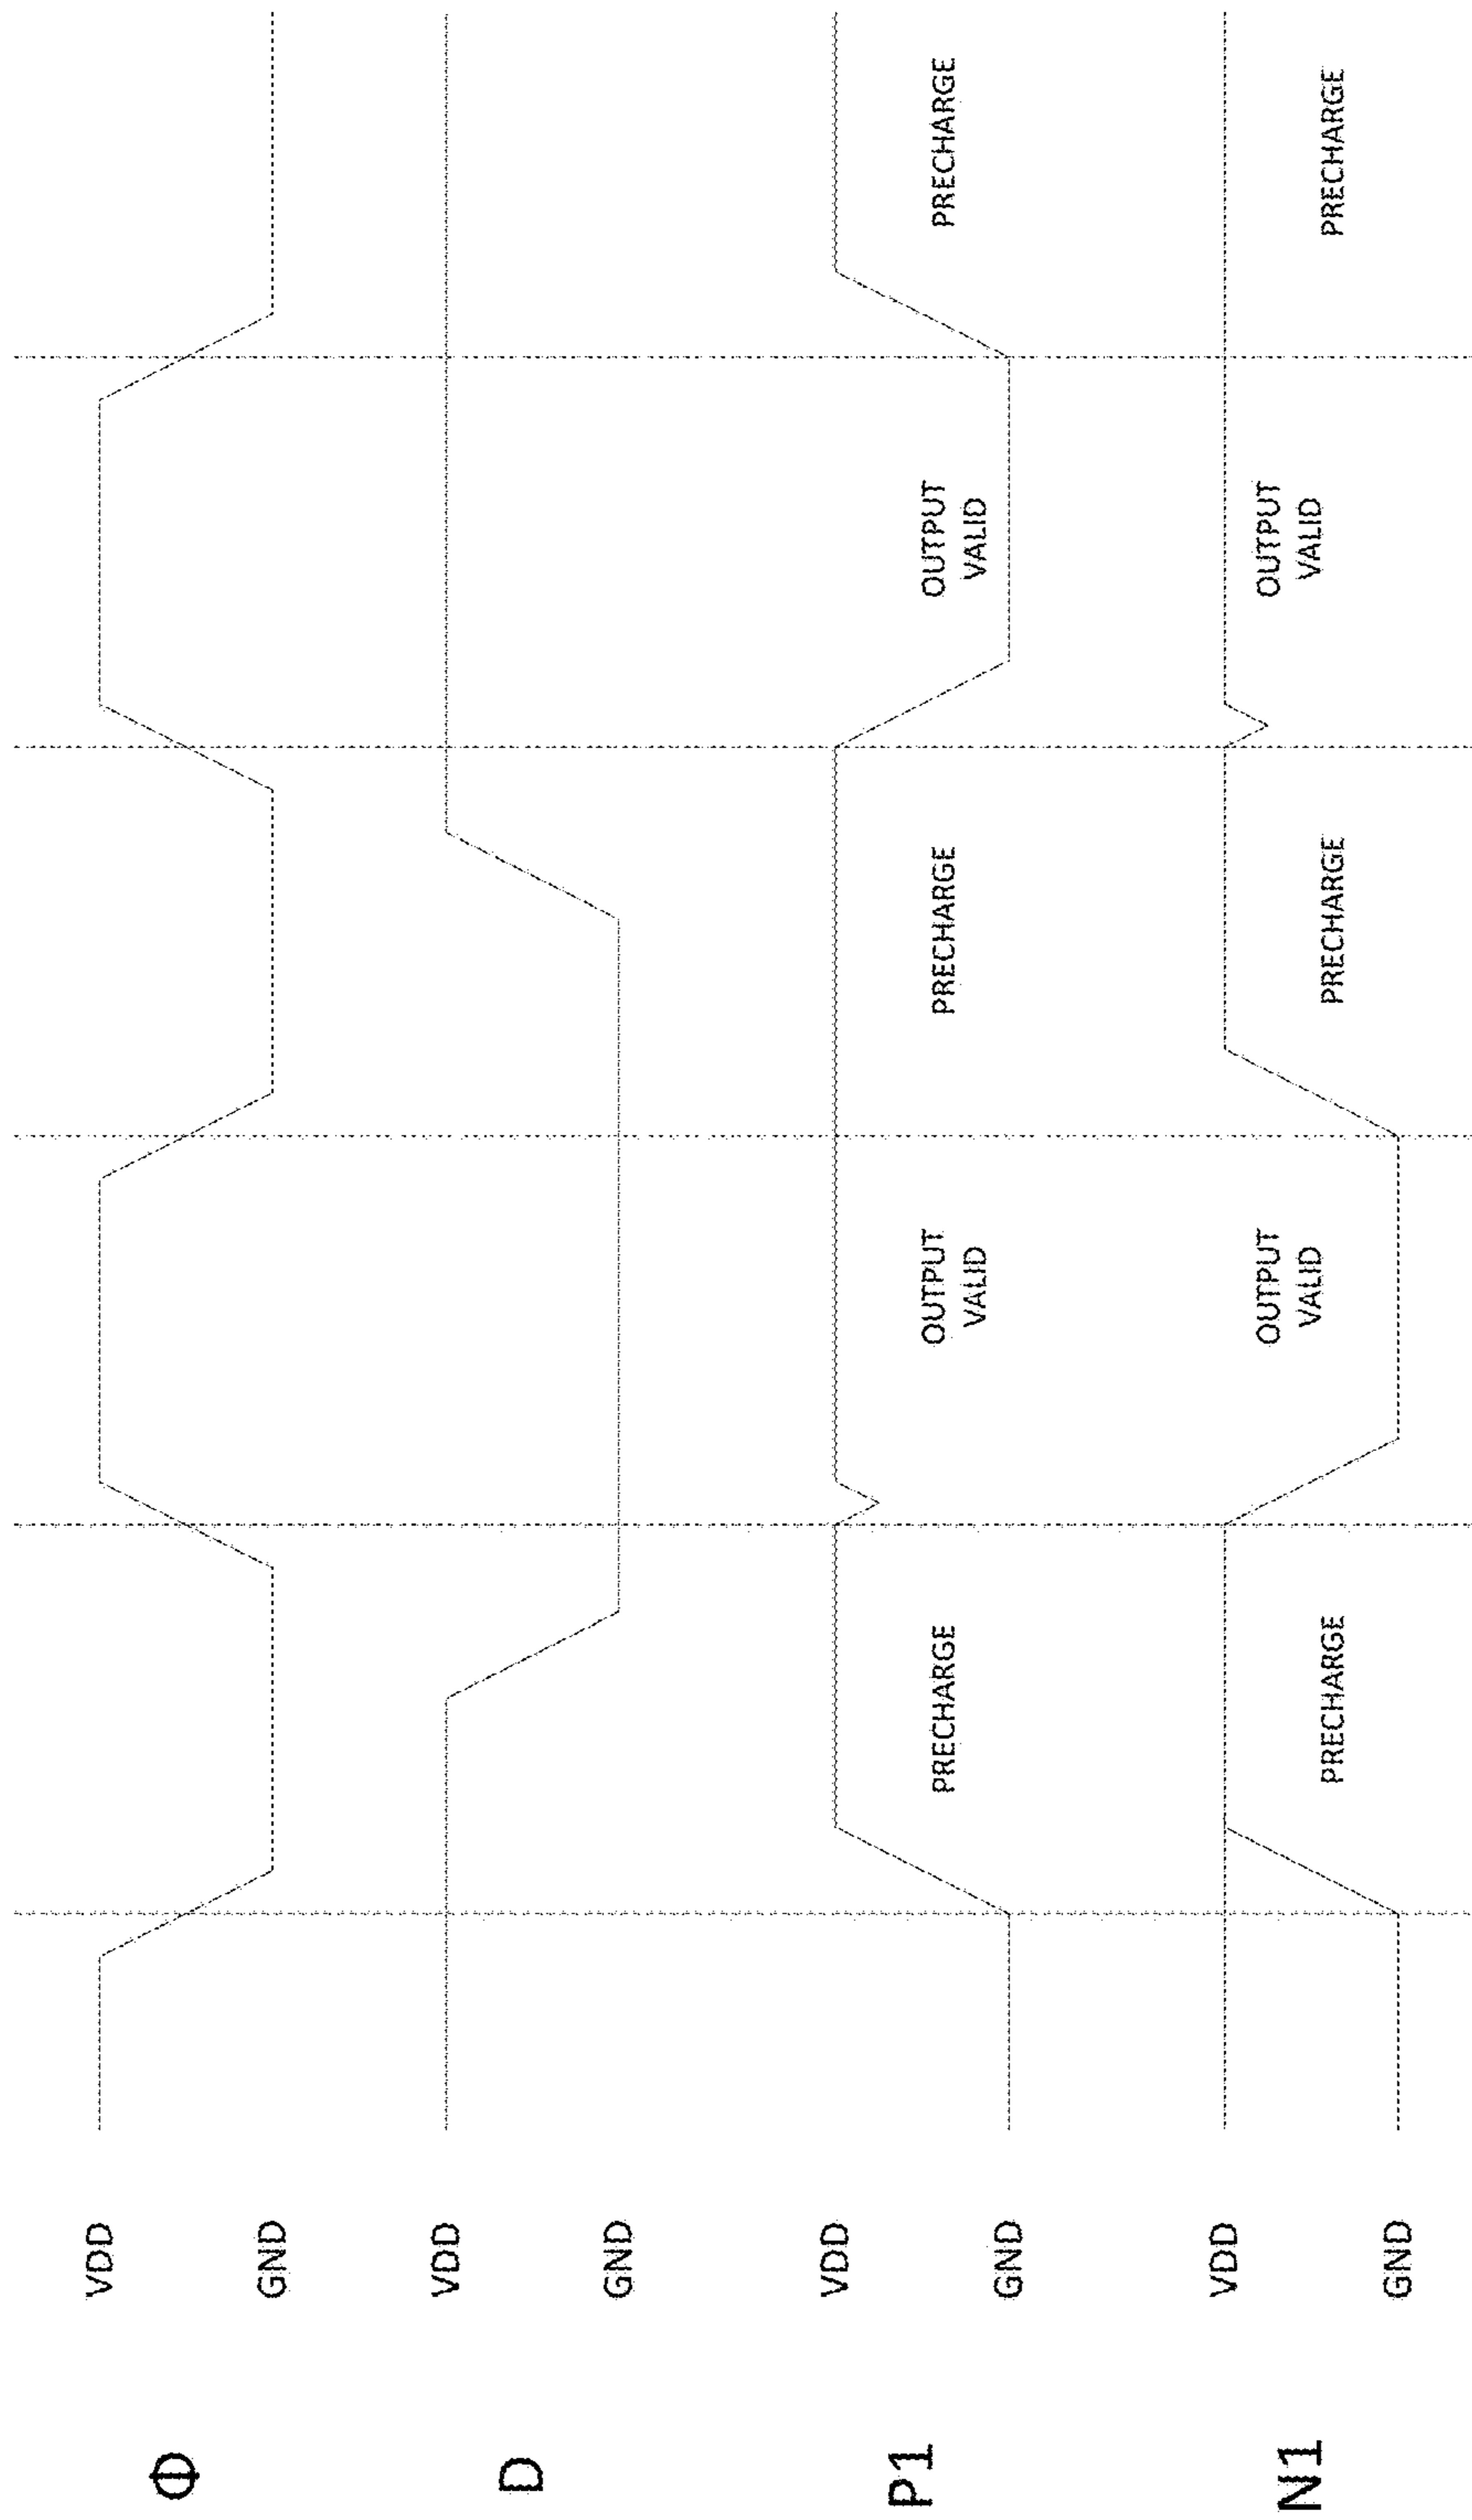 Φ
VDD
GND
D
VDD
GND
P1
VDD
GND
PRECHARGE
OUTPUT
VALID
PRECHARGE
OUTPUT
VALID
PRECHARGE
N1
VDD
GND
PRECHARGE
OUTPUT
VALID
PRECHARGE
OUTPUT
VALID
PRECHARGE